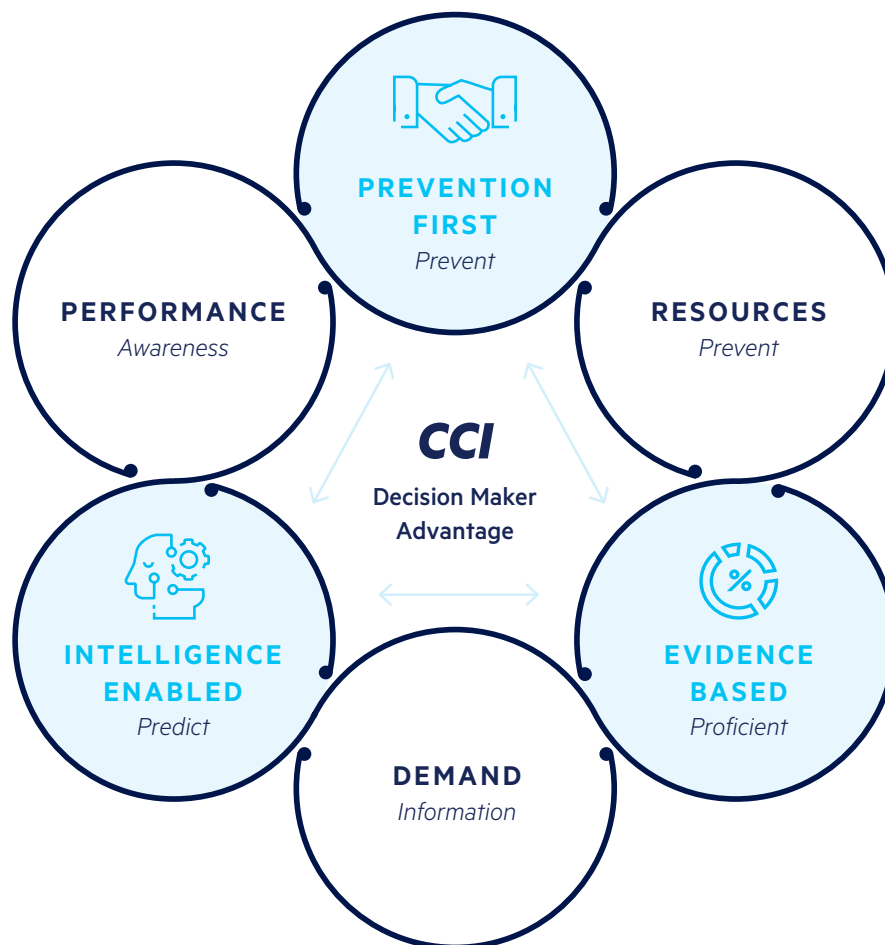 PREVENTION
FIRST
Prevent
PERFORMANCE
Awareness
RESOURCES
Prevent
CCI
Decision Maker
Advantage
%
INTELLIGENCE
ENABLED
Predict
EVIDENCE
BASED
Proficient
DEMAND
Information